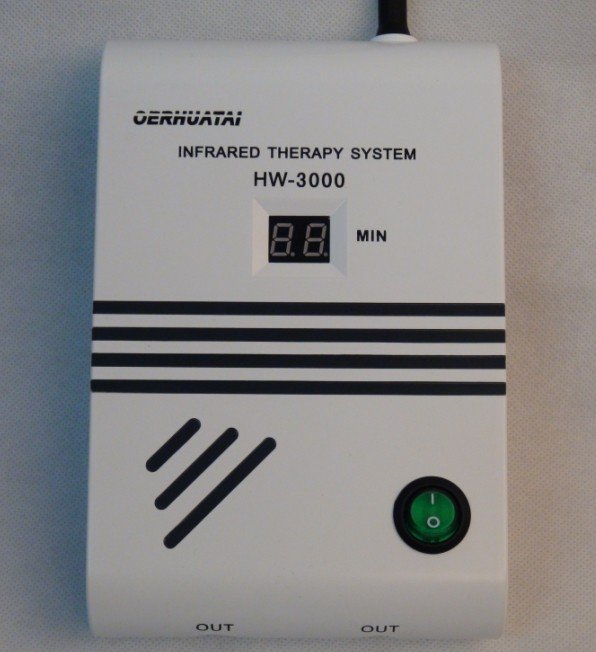 OERHUATAI
INFRARED THERAPY SYSTEM
HW-3000
MIN
OUT OUT